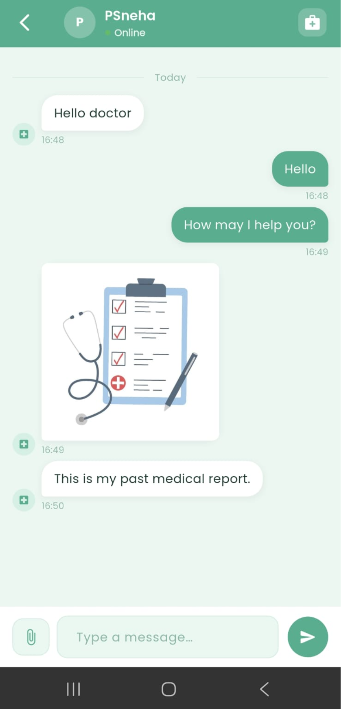 P
PSneha
Online
Today
Hello doctor
16:48
Hello
16:48
How may I help you?
16:49
16:49
This is my past medical report.
16:50
Type a message...